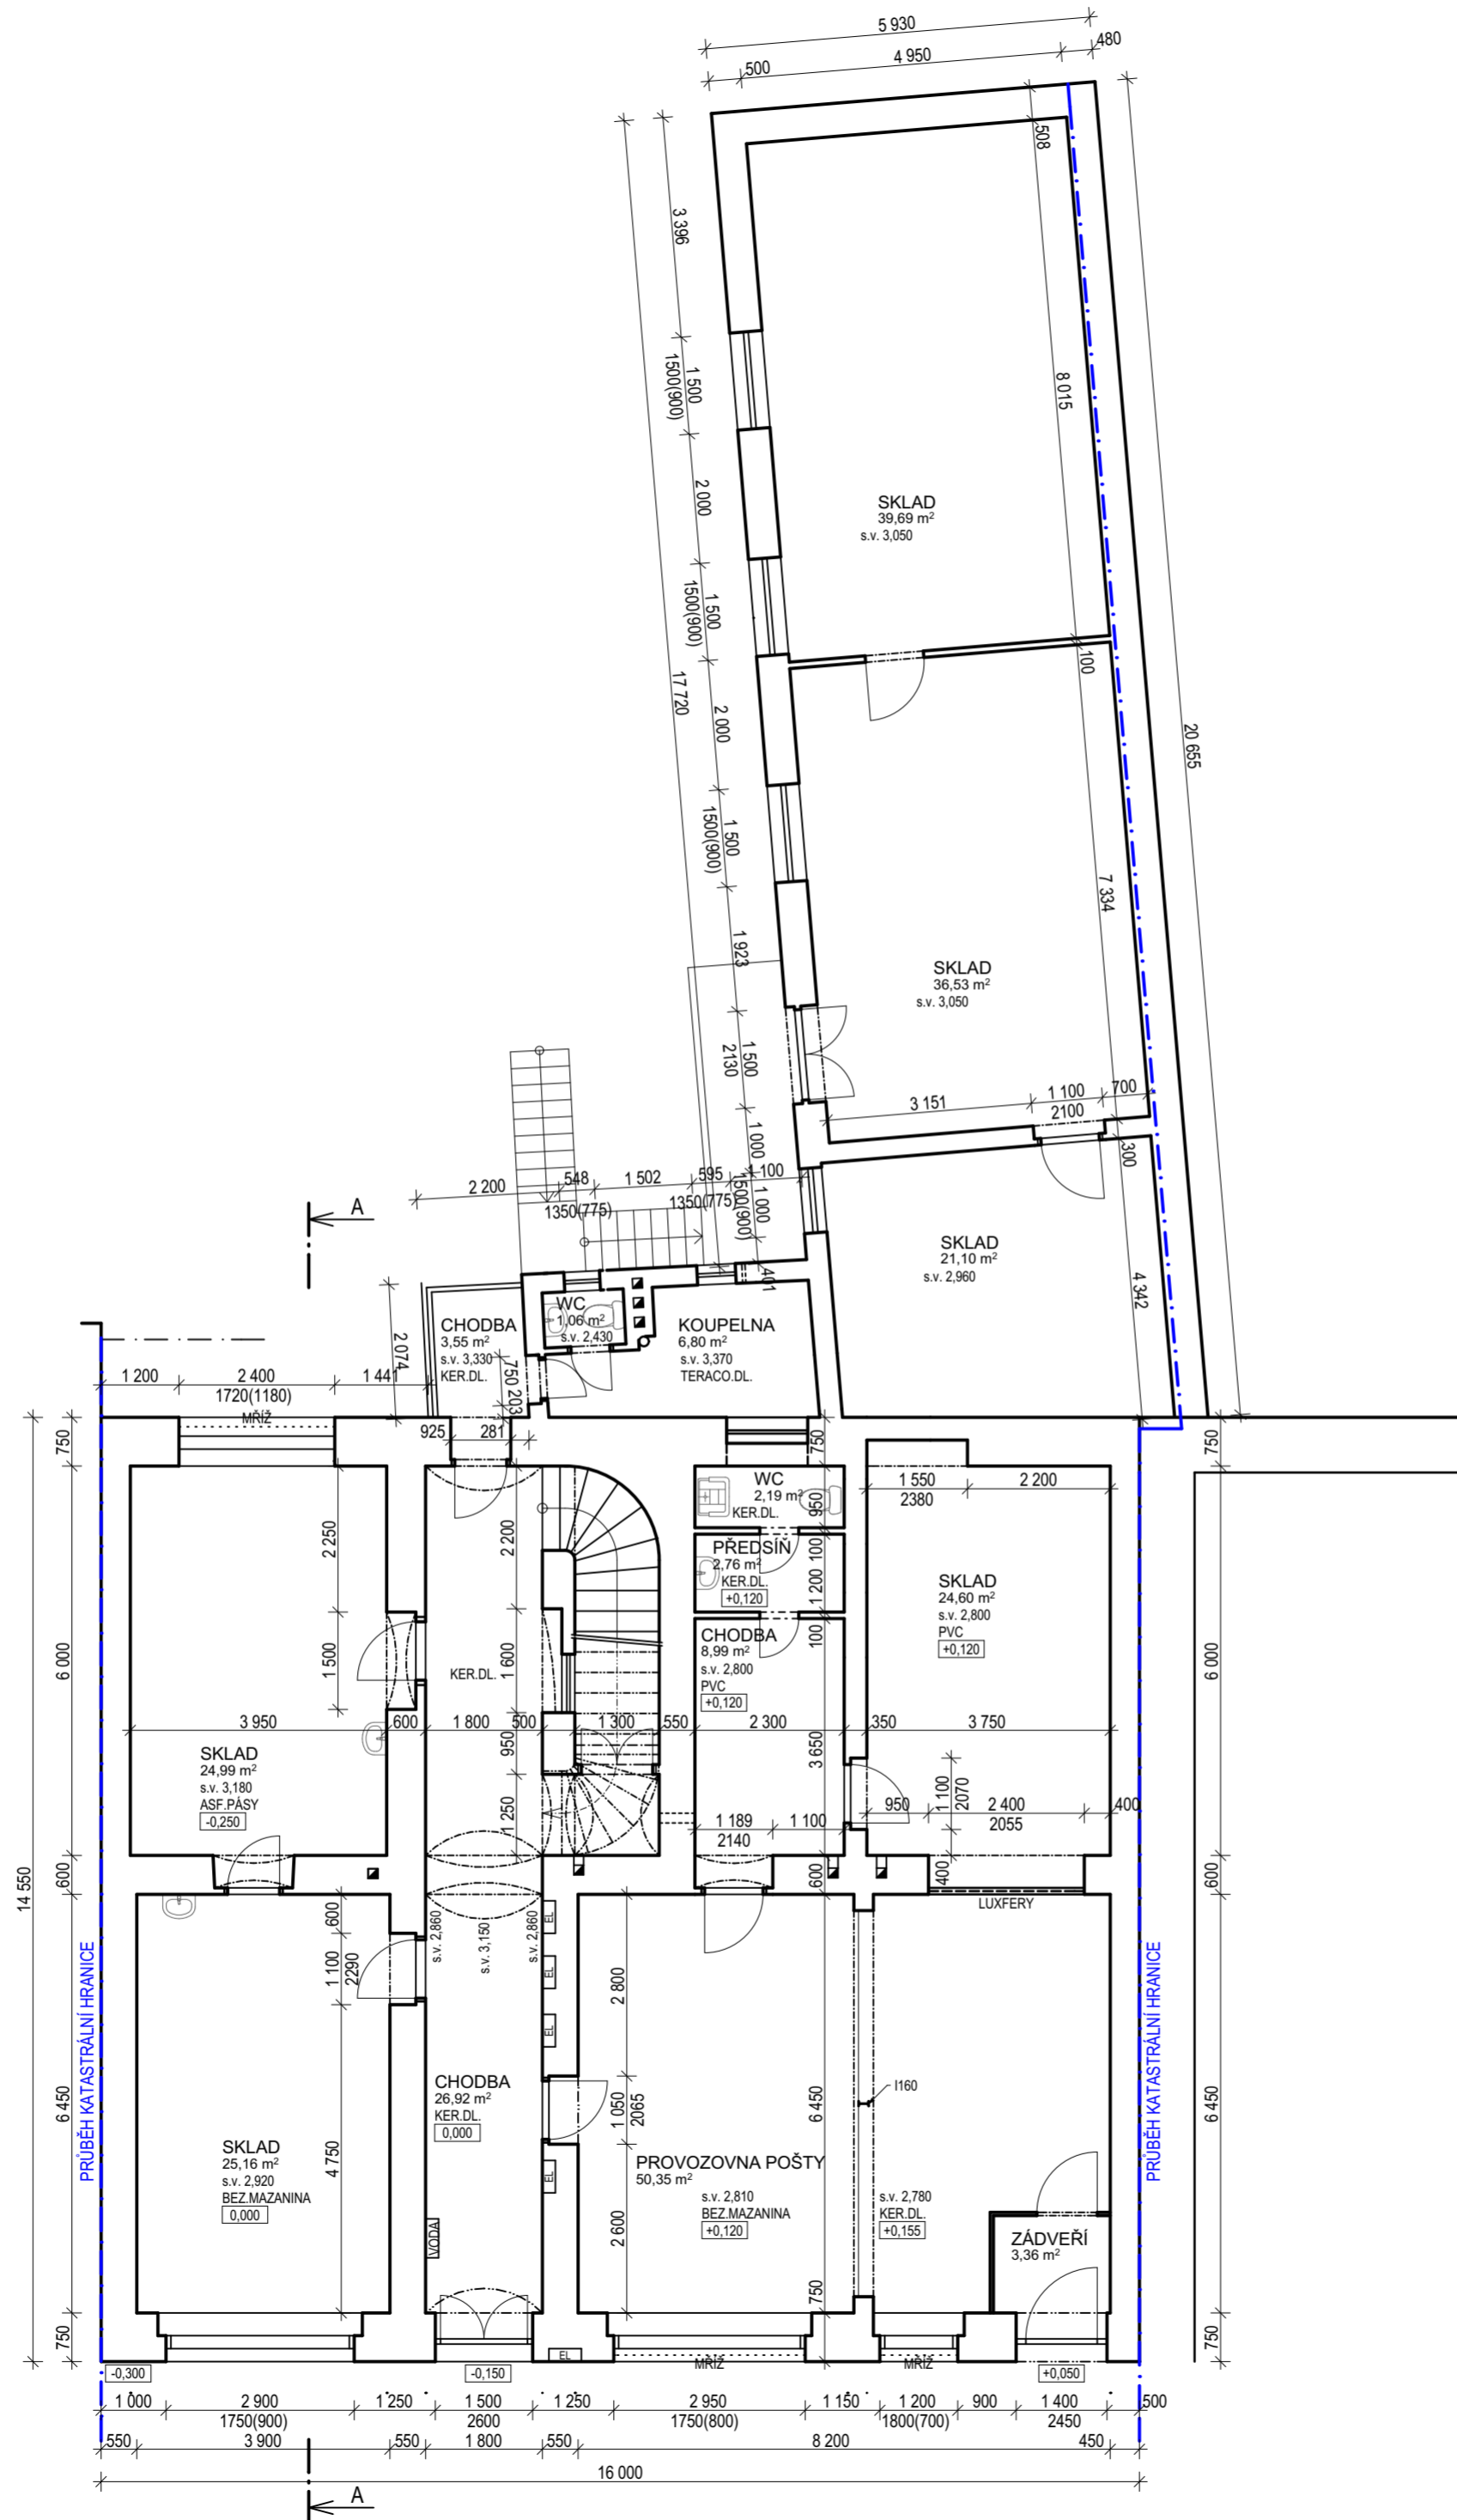 5 930
480
500
4 950
508
3 396
1 500
1500(900)
8 015
2 000
SKLAD
39,69 m²
s.v. 3,050
1 500
1500(900)
17 720
100
2 000
20 655
1 500
1500(900)
7 334
1 923
SKLAD
36,53 m²
s.v. 3,050
1 500
2130
3 151
1 100
700
2100
1 000
300
2 200
548
1 502
595
1 100
1350(775)
1350(775)
1 000
1500(900)
A
SKLAD
21,10 m²
s.v. 2,960
401
4 342
2 074
CHODBA
3,55 m²
s.v. 3,330
KER.DL.
WC
1,06 m²
s.v. 2,430
KOUPELNA
6,80 m²
s.v. 3,370
TERACO.DL.
750
203
1 200
2 400
1 441
1720(1180)
MŘÍŽ
925
281
750
750
750
WC
2,19 m²
KER.DL.
950
1 550
2380
2 200
2 250
2 200
100
PŘEDSÍŇ
2,76 m²
KER.DL.
+0,120
1 200
SKLAD
24,60 m²
s.v. 2,800
PVC
+0,120
100
CHODBA
8,99 m²
s.v. 2,800
PVC
+0,120
6 000
1 500
KER.DL.
1 600
6 000
3 950
600
1 800
500
1 300
550
2 300
350
3 750
SKLAD
24,99 m²
s.v. 3,180
ASF.PÁSY
-0,250
950
3 650
1 100
2070
1 250
1 189
2140
1 100
950
2 400
2055
400
14 550
600
600
400
600
LUXFERY
600
s.v. 2,860
s.v. 3,150
s.v. 2,860
EL
EL
EL
1 100
2290
2 800
PRŮBĚH KATASTRÁLNÍ HRANICE
PRŮBĚH KATASTRÁLNÍ HRANICE
6 450
I160
CHODBA
26,92 m²
KER.DL.
0,000
1 050
2065
6 450
6 450
SKLAD
25,16 m²
s.v. 2,920
BEZ.MAZANINA
0,000
4 750
EL
PROVOZOVNA POŠTY
50,35 m²
s.v. 2,810
BEZ.MAZANINA
+0,120
s.v. 2,780
KER.DL.
+0,155
2 600
VODA
ZÁDVEŘÍ
3,36 m²
750
750
750
EL
MŘÍŽ
MŘÍŽ
-0,300
-0,150
+0,050
1 000
2 900
1 250
1 500
1 250
2 950
1 150
1 200
900
1 400
500
1750(900)
2600
1750(800)
1800(700)
2450
550
3 900
550
1 800
550
8 200
450
16 000
A